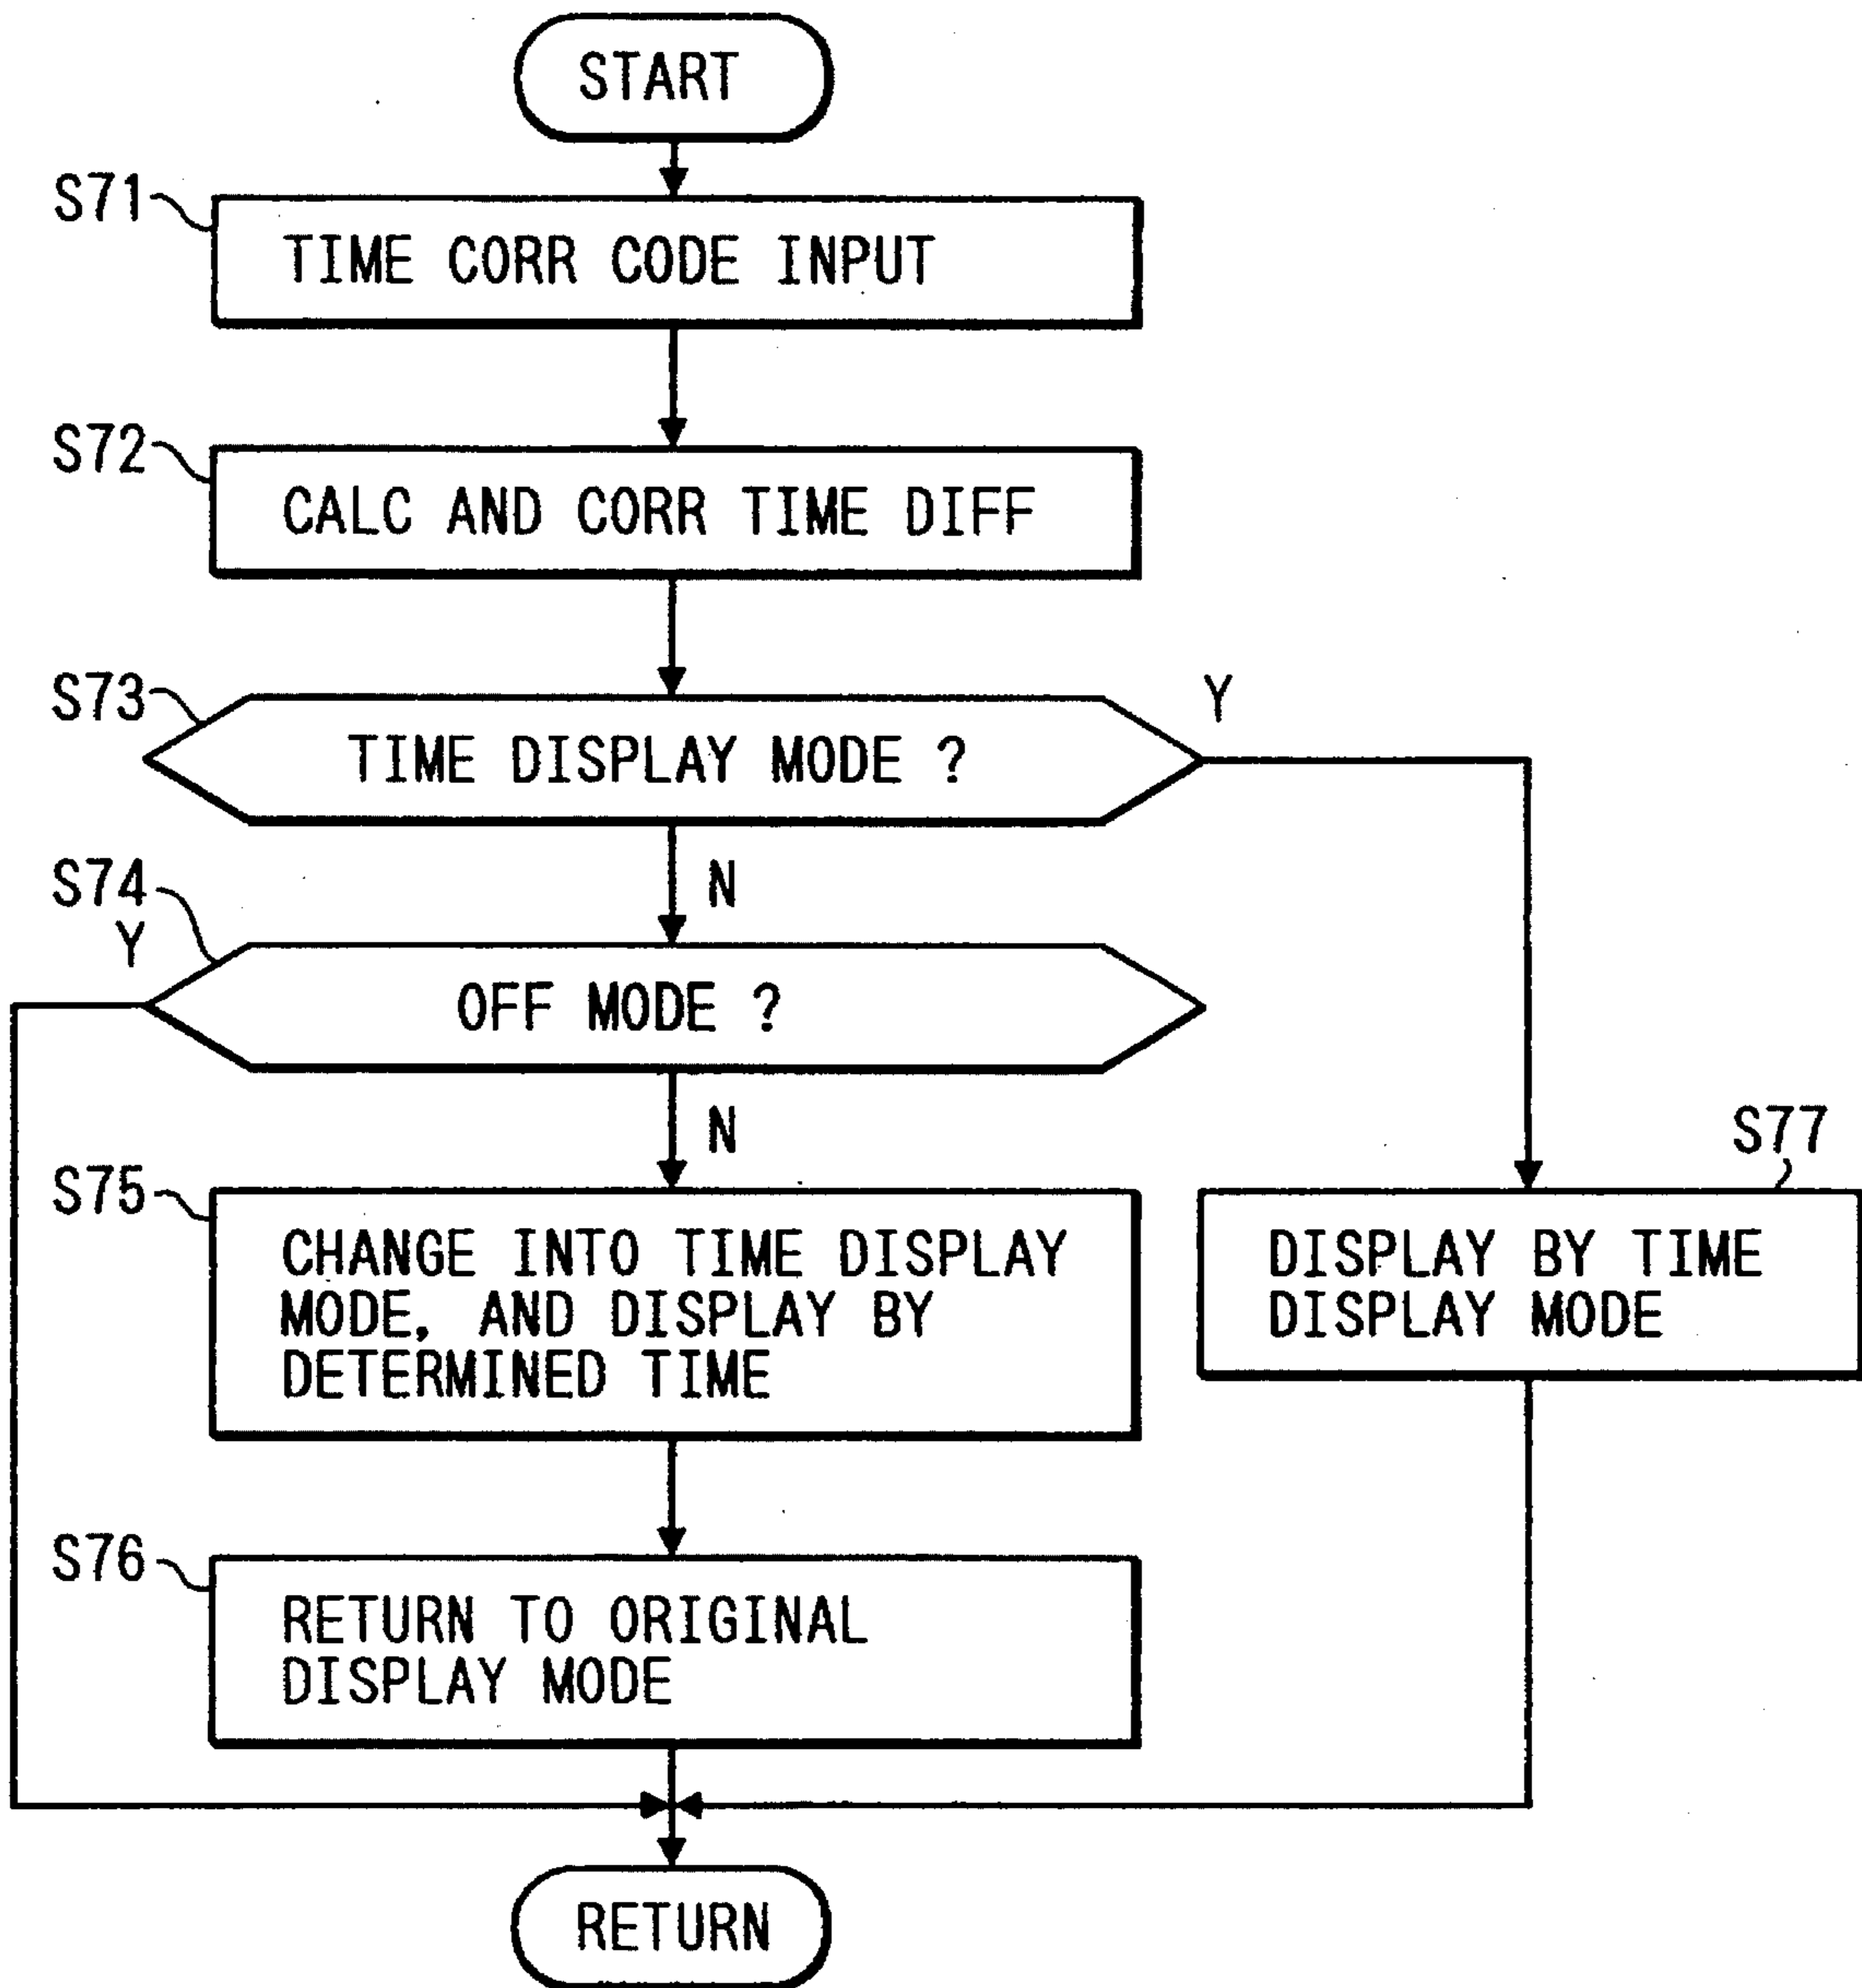 START
S71
TIME CORR CODE INPUT
S72
CALC AND CORR TIME DIFF
S73
TIME DISPLAY MODE ?
Y
N
S74
Y
OFF MODE ?
N
S75
CHANGE INTO TIME DISPLAY
MODE, AND DISPLAY BY
DETERMINED TIME
S77
DISPLAY BY TIME
DISPLAY MODE
S76
RETURN TO ORIGINAL
DISPLAY MODE
RETURN